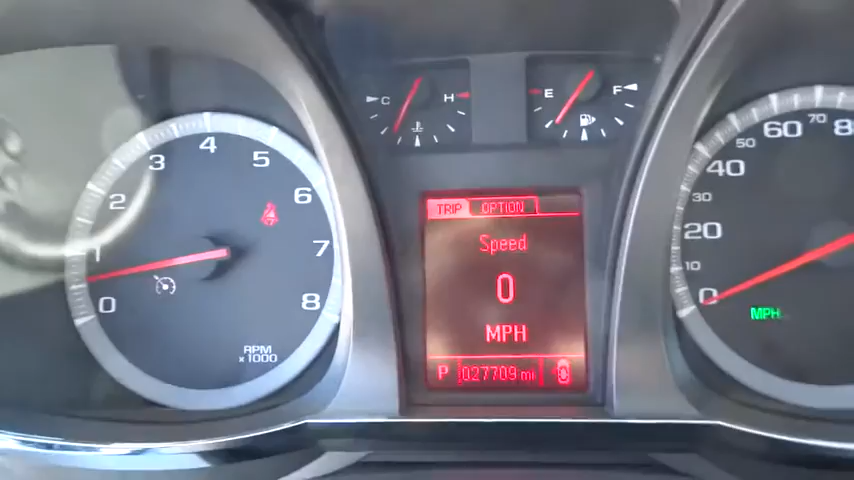 C H
E F
0 1 2 3 4 5 6 7 8
RPM
x1000
TRIP OPTION
Speed
0
MPH
P 027709 mi
0 10 20 30 40 50 60 70
MPH